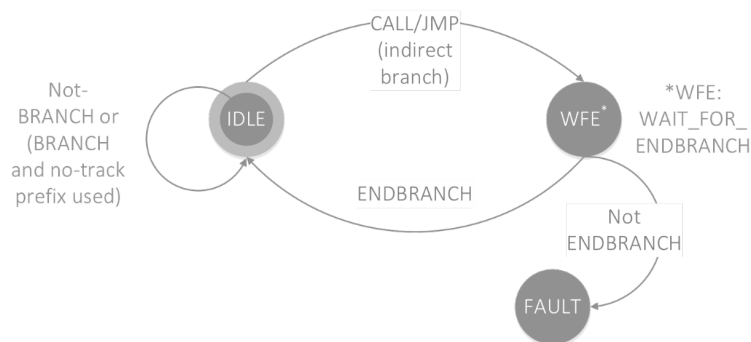 CALL/JMP
(indirect
branch)
Not-
BRANCH or
(BRANCH
and no-track
prefix used)
IDLE
WFE*
*WFE:
WAIT_FOR_
ENDBRANCH
ENDBRANCH
Not
ENDBRANCH
FAULT